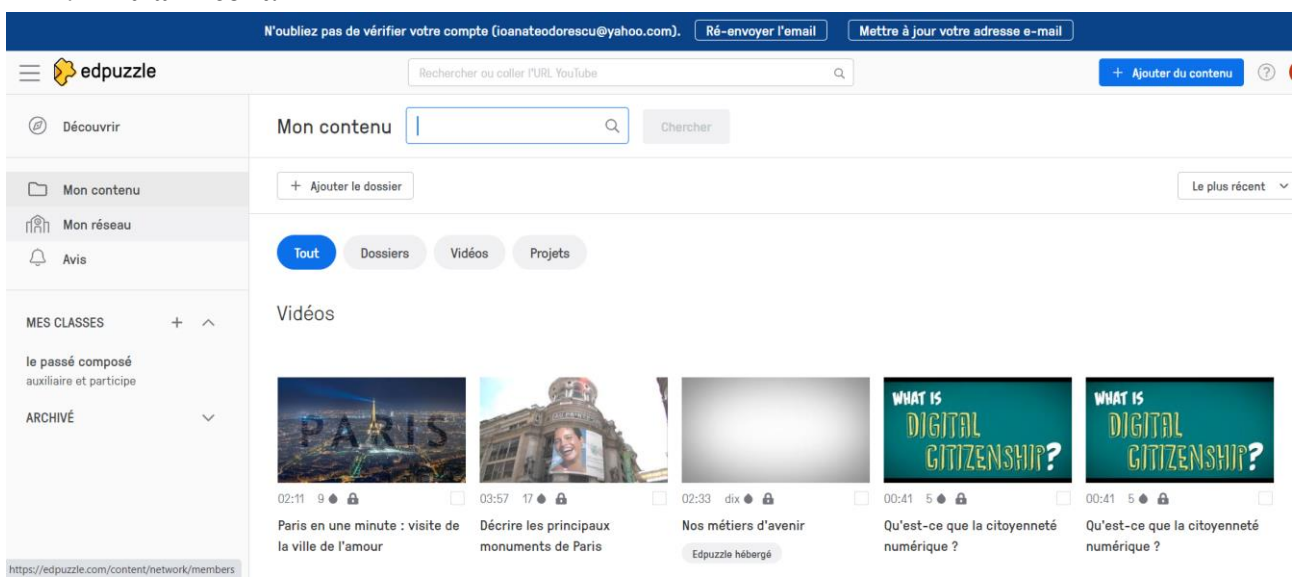 N'oubliez pas de vérifier votre compte (ioanateodorescu@yahoo.com). Ré-envoyer l'email Mettre à jour votre adresse e-mail
edpuzzle Rechercher ou coller l'URL YouTube + Ajouter du contenu ?
Découvrir
Mon contenu Chercher
Mon contenu
+ Ajouter le dossier Le plus récent
Mon réseau
Avis
Tout Dossiers Vidéos Projets
Vidéos
MES CLASSES +
le passé composé
auxiliaire et participe
ARCHIVÉ
PARIS
WHAT IS
DIGITAL
CITIZENSHIP?
WHAT IS
DIGITAL
CITIZENSHIP?
02:11 9 03:57 17 02:33 dix 00:41 5 00:41 5
Paris en une minute : visite de
la ville de l'amour
Décrire les principaux
monuments de Paris
Nos métiers d'avenir
Edpuzzle hébergé
Qu'est-ce que la citoyenneté
numérique ?
Qu'est-ce que la citoyenneté
numérique ?
https://edpuzzle.com/content/network/members